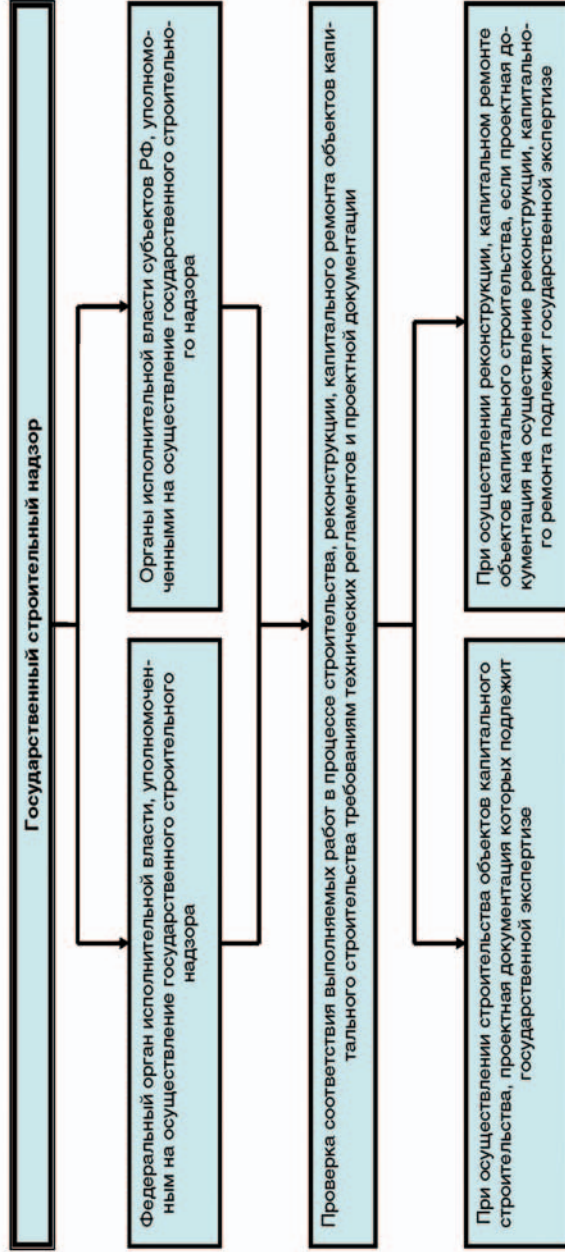 Государственный строительный надзор
Федеральный орган исполнительной власти, уполномочен-
ным на осуществление государственного строительного
надзора
Органы исполнительной власти субъектов РФ, уполномо-
ченными на осуществление государственного строительно-
го надзора
Проверка соответствия выполняемых работ в процессе строительства, реконструкции, капитального ремонта объектов капи-
тального строительства требованиям технических регламентов и проектной документации
При осуществлении строительства объектов капитального
строительства, проектная документация которых подлежит
государственной экспертизе
При осуществлении реконструкции, капитальном ремонте
объектов капитального строительства, если проектная до-
кументация на осуществление реконструкции, капитально-
го ремонта подлежит государственной экспертизе